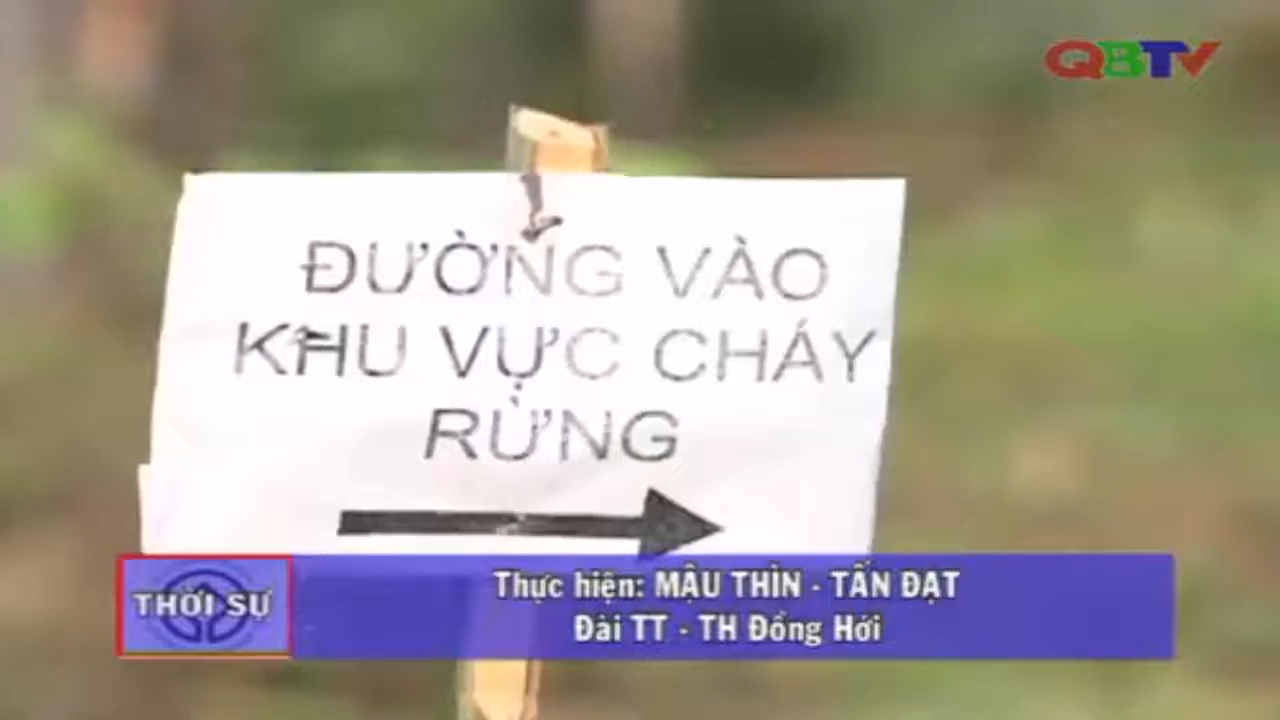 QBTV
ĐƯỜNG VÀO
KHU VỰC CHÁY
RỪNG
THỜI SỰ
Thực hiện: MẬU THÌN - TẤN ĐẠT
Đài TT - TH Đồng Hới